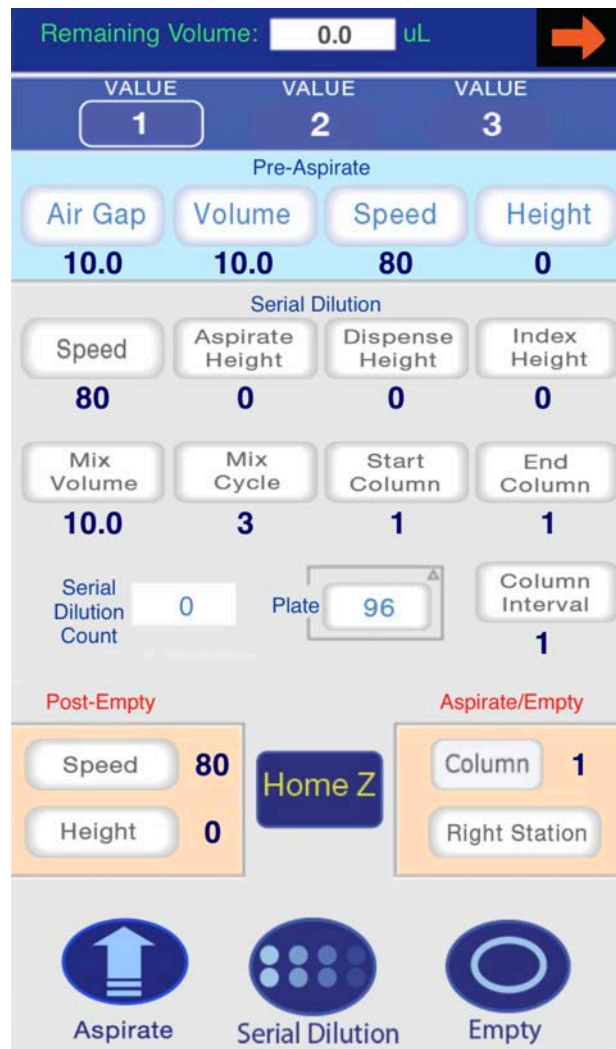 Remaining Volume: 0.0 uL
VALUE VALUE VALUE
1 2 3
Pre-Aspirate
Air Gap Volume Speed Height
10.0 10.0 80 0
Serial Dilution
Speed Aspirate Height Dispense Height Index Height
80 0 0 0
Mix Volume Mix Cycle Start Column End Column
10.0 3 1 1
Serial Dilution Count 0 Plate 96 Column Interval
1
Post-Empty Aspirate/Empty
Speed 80 Home Z Column 1
Height 0 Right Station
Aspirate Serial Dilution Empty